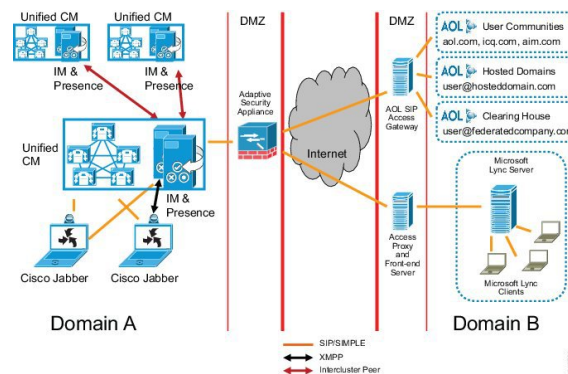 Unified CM
Unified CM
IM &
Presence
IM &
Presence
Unified
CM
IM &
Presence
Cisco Jabber
Cisco Jabber
Domain A
DMZ
Adaptive
Security
Appliance
Internet
DMZ
AOL SIP
Access
Gateway
Access
Proxy
and
Front-end
Server
AOL User Communities
aol.com, icq.com, aim.com
AOL Hosted Domains
user@hosteddomain.com
AOL Clearing House
user@federatedcompany.com
Microsoft
Lync Server
Microsoft Lync
Clients
Domain B
SIP/SIMPLE
XMPP
Intercluster Peer